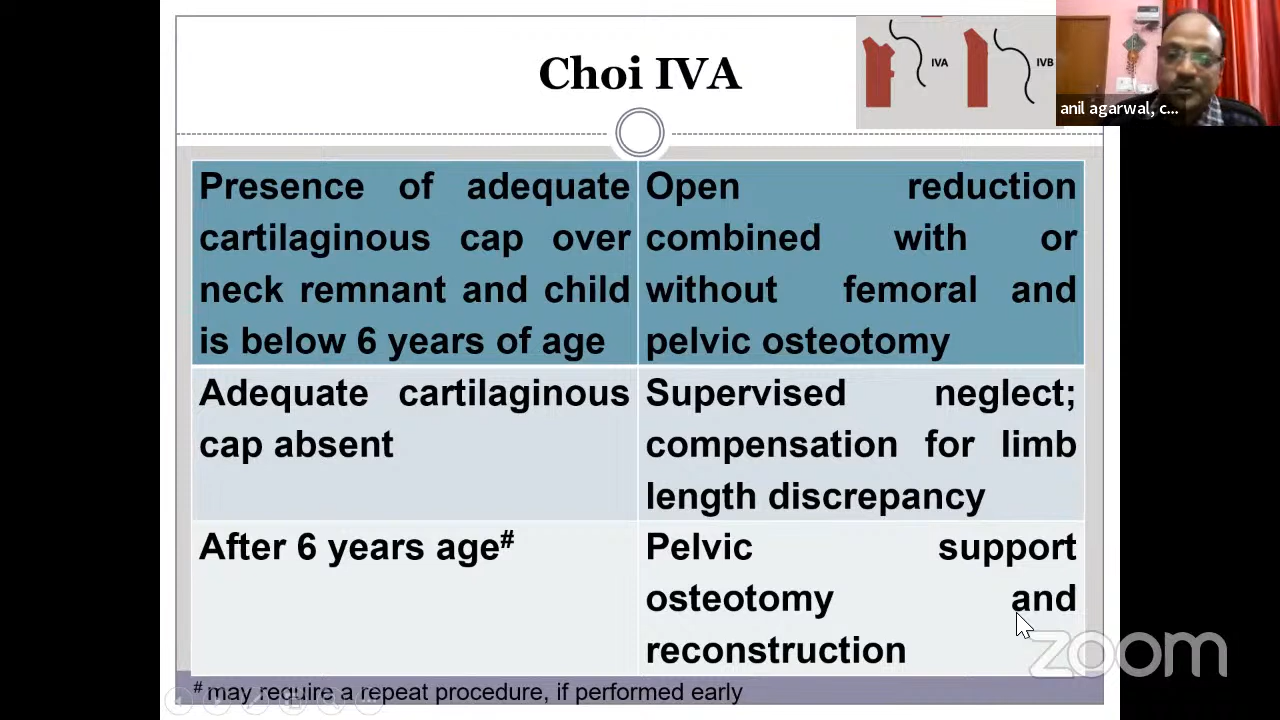 Choi IVA
IVA
IVB
anil agarwal, c...
Presence of adequate
cartilaginous cap over
neck remnant and child
is below 6 years of age
Open reduction
combined with or
without femoral and
pelvic osteotomy
Adequate cartilaginous
cap absent
Supervised neglect;
compensation for limb
length discrepancy
After 6 years age#
Pelvic support
osteotomy and
reconstruction
zoom
# may require a repeat procedure, if performed early